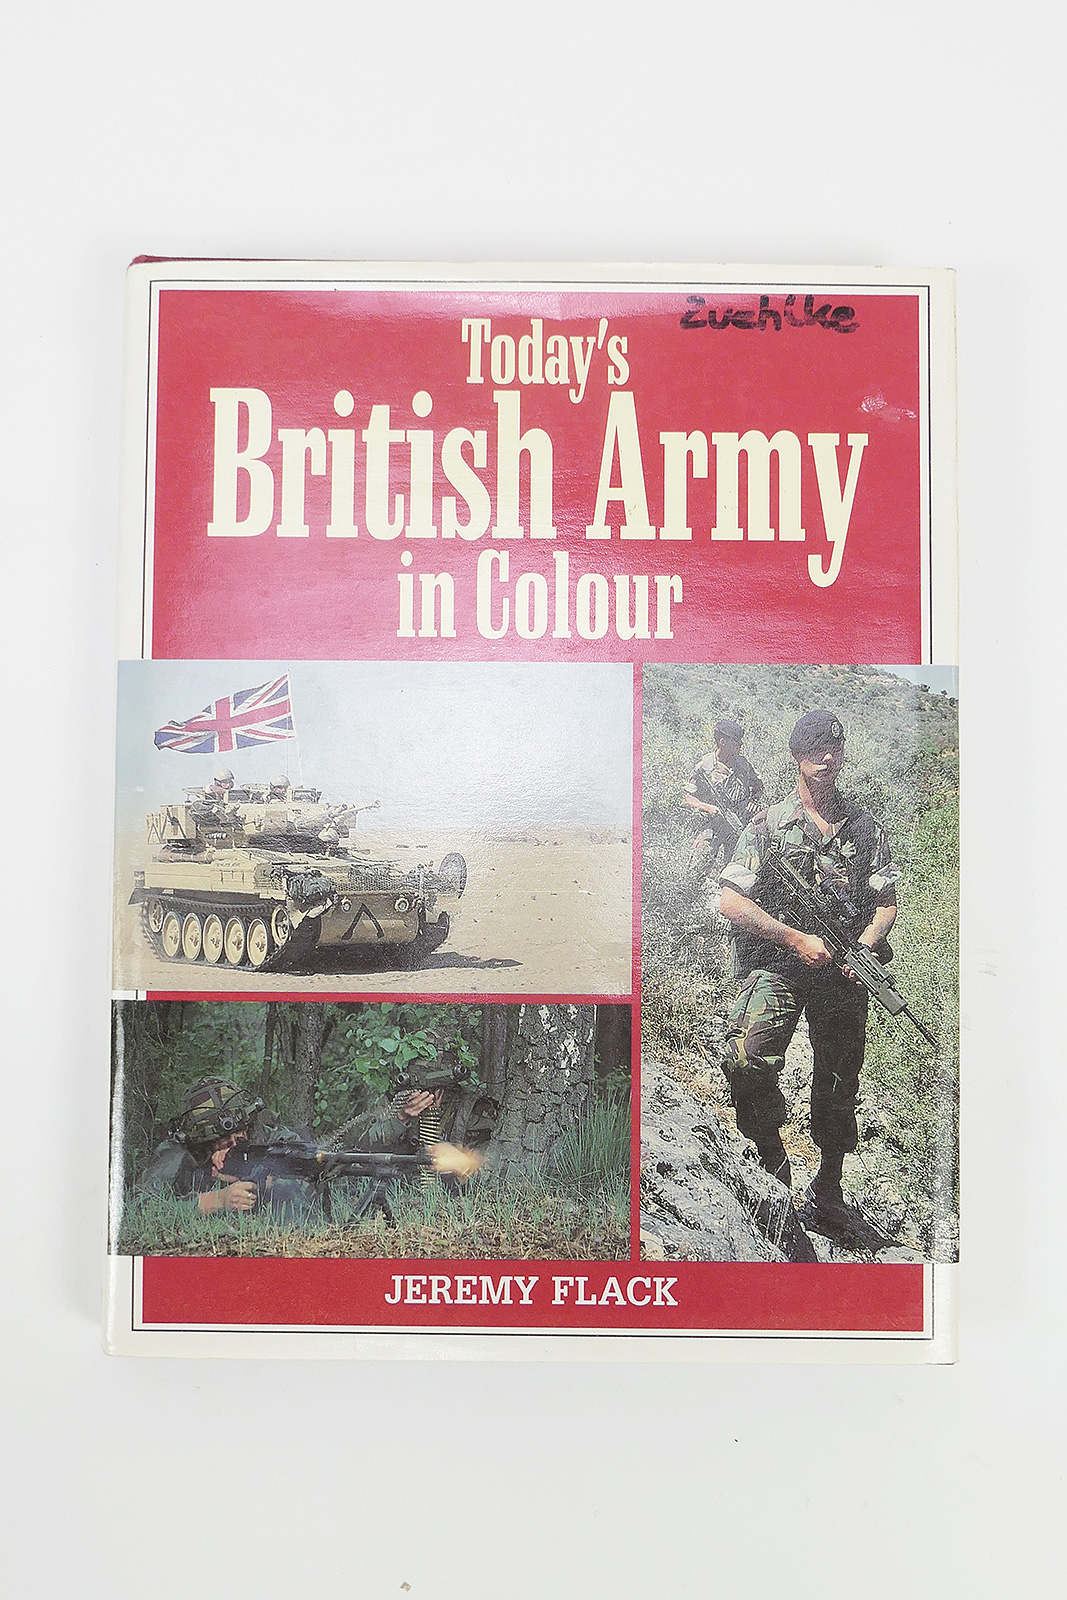 zuehlke
Today's
British Army
in Colour
JEREMY FLACK